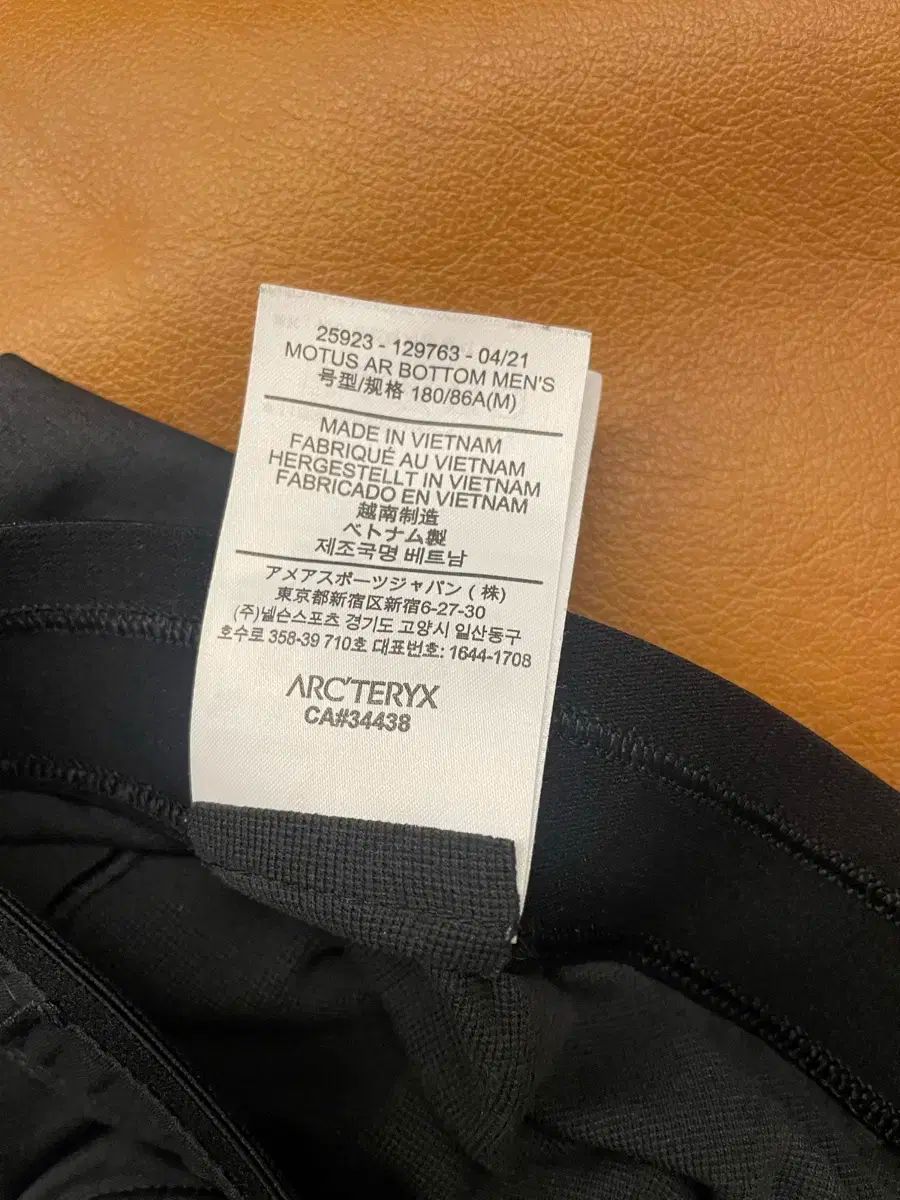 25923 - 129763 - 04/21
MOTUS AR BOTTOM MEN'S
号型/规格 180/86A(M)
MADE IN VIETNAM
FABRIQUÉ AU VIETNAM
HERGESTELLT IN VIETNAM
FABRICADO EN VIETNAM
越南制造
ベトナム製
제조국명 베트남
アメアスポーツジャパン ( 株)
東京都新宿区新宿6-27-30
(주)넬슨스포츠 경기도 고양시 일산동구
호수로 358-39 710호 대표번호: 1644-1708
ARC'TERYX
CA#34438